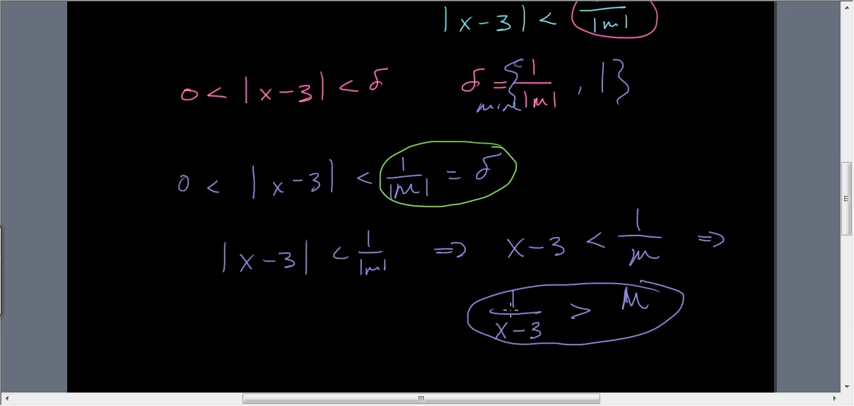 |x-3| < 1/|M|
0 < |x-3| < δ δ = min{1/|M|, 1}
0 < |x-3| < 1/|M| = δ
|x-3| < 1/|M| => x-3 < 1/M =>
1/(x-3) > M